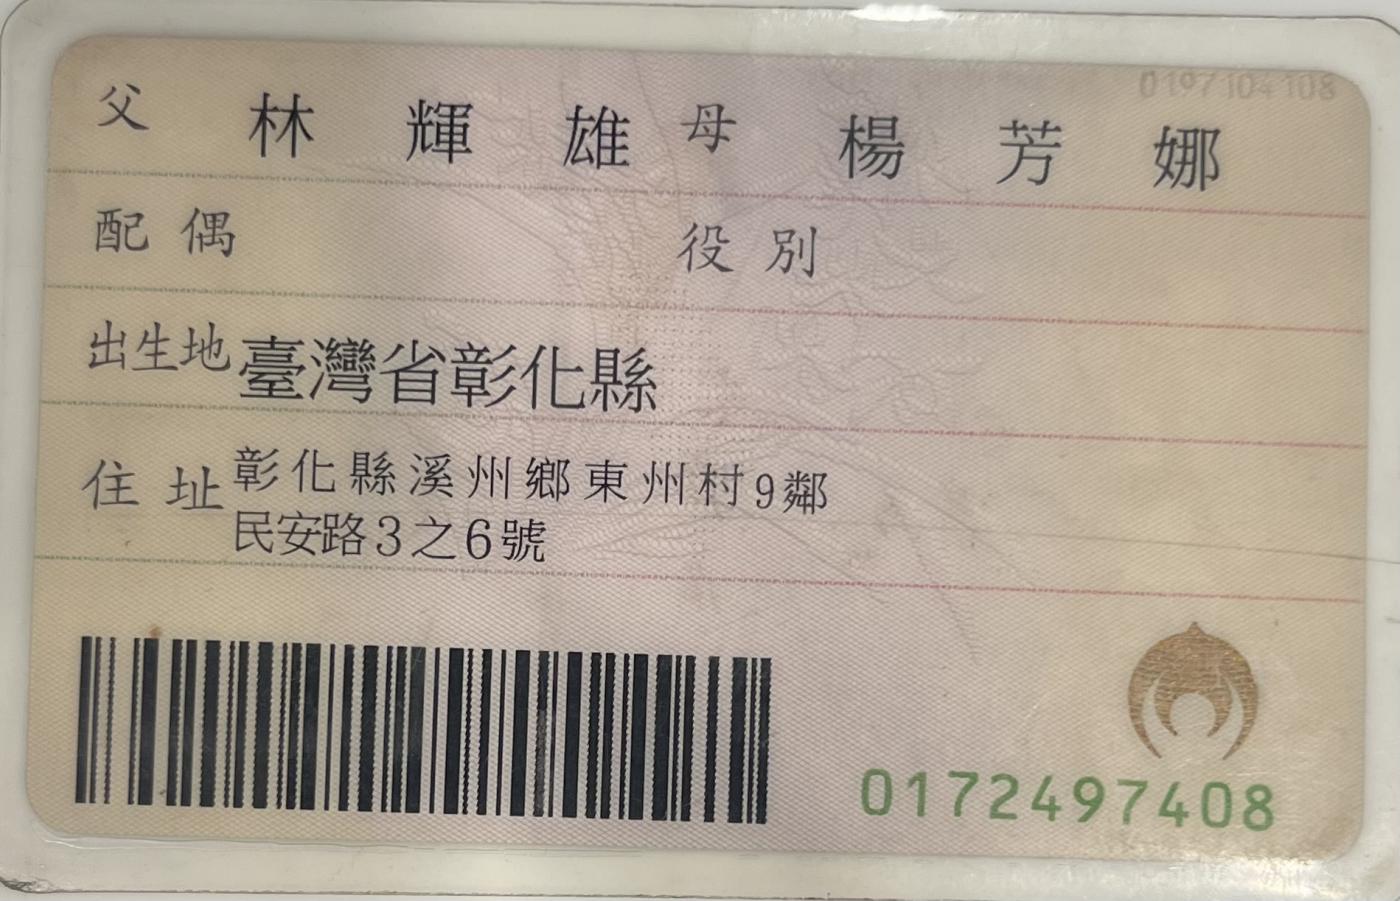 父 林輝雄 母 楊芳娜
配偶 役別
出生地 臺灣省彰化縣
住址 彰化縣溪州鄉東州村9鄰
民安路3之6號
0172497408